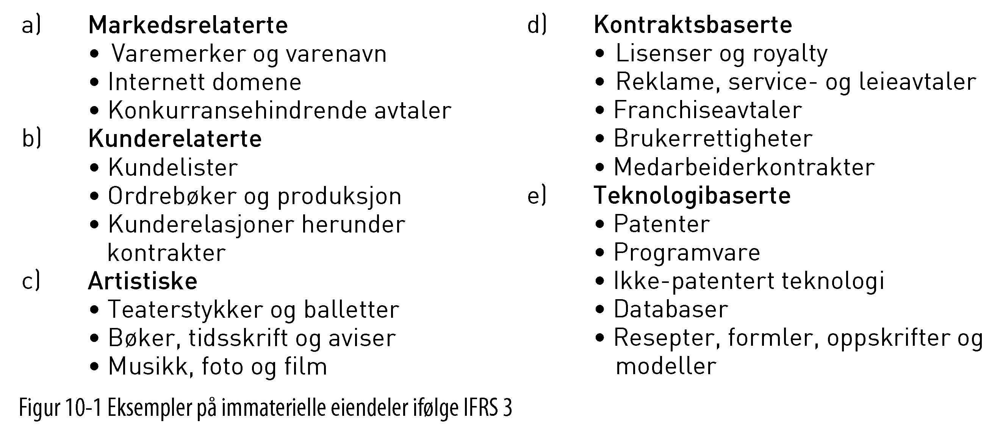 a) Markedsrelaterte
• Varemerker og varenavn
• Internett domene
• Konkurransehindrende avtaler
b) Kunderelaterte
• Kundelister
• Ordrebøker og produksjon
• Kunderelasjoner herunder
kontrakter
c) Artistiske
• Teaterstykker og balletter
• Bøker, tidsskrift og aviser
• Musikk, foto og film
d) Kontraktsbaserte
• Lisenser og royalty
• Reklame, service- og leieavtaler
• Franchiseavtaler
• Brukerrettigheter
• Medarbeiderkontrakter
e) Teknologibaserte
• Patenter
• Programvare
• Ikke-patentert teknologi
• Databaser
• Resepter, formler, oppskrifter og
modeller
Figur 10-1 Eksempler på immaterielle eiendeler ifølge IFRS 3